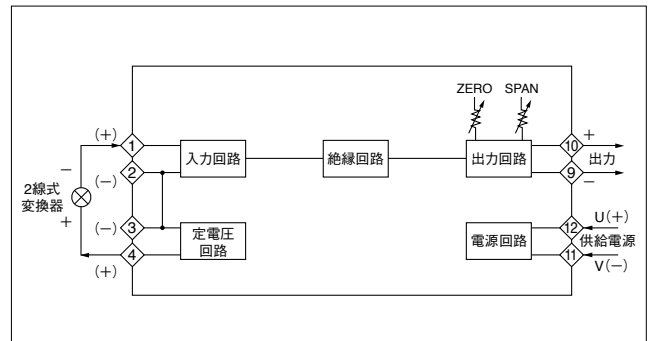 ZERO SPAN
(+)
1
入力回路
絶縁回路
出力回路
10
+
−
(−)
2
出力
9
−
2線式
変換器
+
(−)
3
定電圧
回路
電源回路
12
U(+)
供給電源
4
(+)
11
V(−)